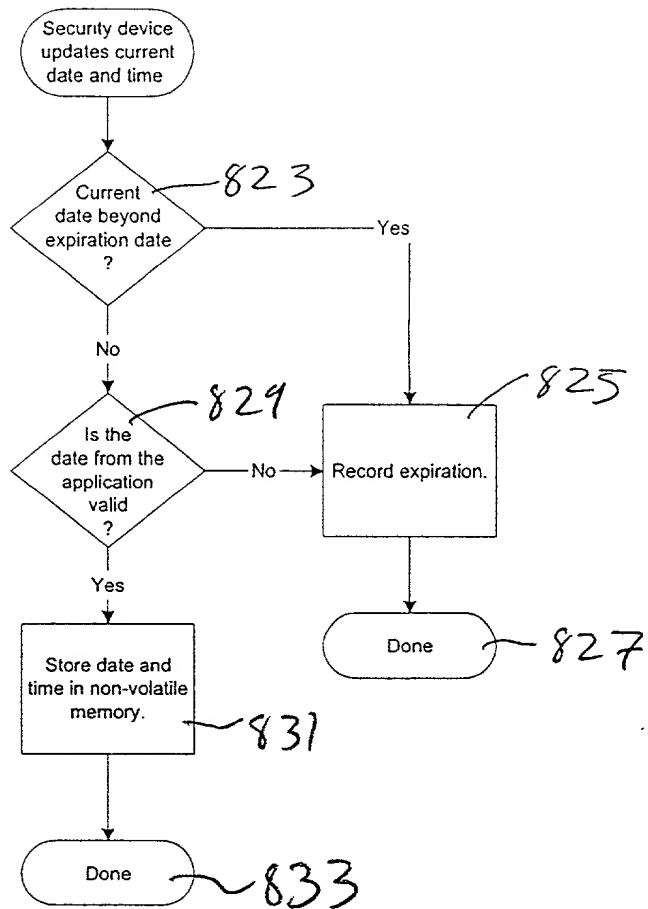 Security device
updates current
date and time
823
Current
date beyond
expiration date
?
Yes
No
829
825
Is the
date from the
application
valid
?
No
Record expiration.
Yes
Done
827
Store date and
time in non-volatile
memory.
831
Done
833